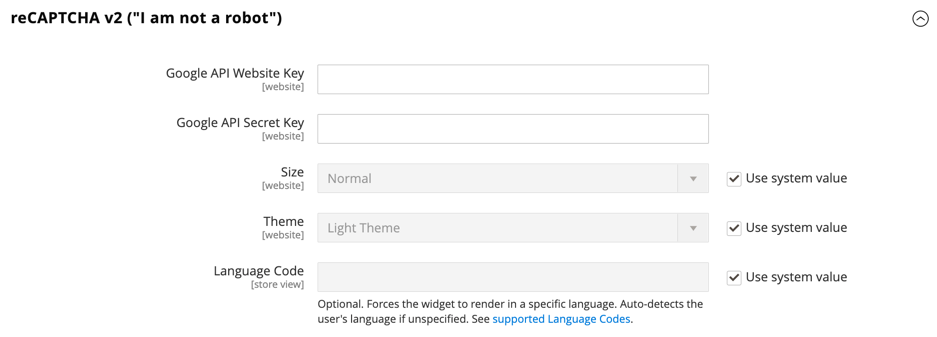 reCAPTCHA v2 ("I am not a robot")
Google API Website Key
[website]
Google API Secret Key
[website]
Size
[website]
Normal
Use system value
Theme
[website]
Light Theme
Use system value
Language Code
[store view]
Use system value
Optional. Forces the widget to render in a specific language. Auto-detects the
user's language if unspecified. See supported Language Codes.